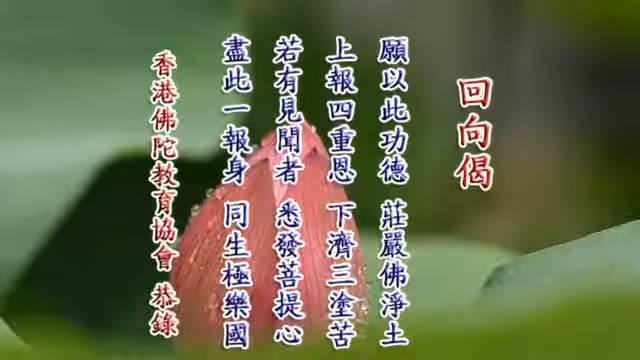 回向偈
願以此功德 莊嚴佛淨土
上報四重恩 下濟三塗苦
若有見聞者 悉發菩提心
盡此一報身 同生極樂國
香港佛陀教育協會 恭錄